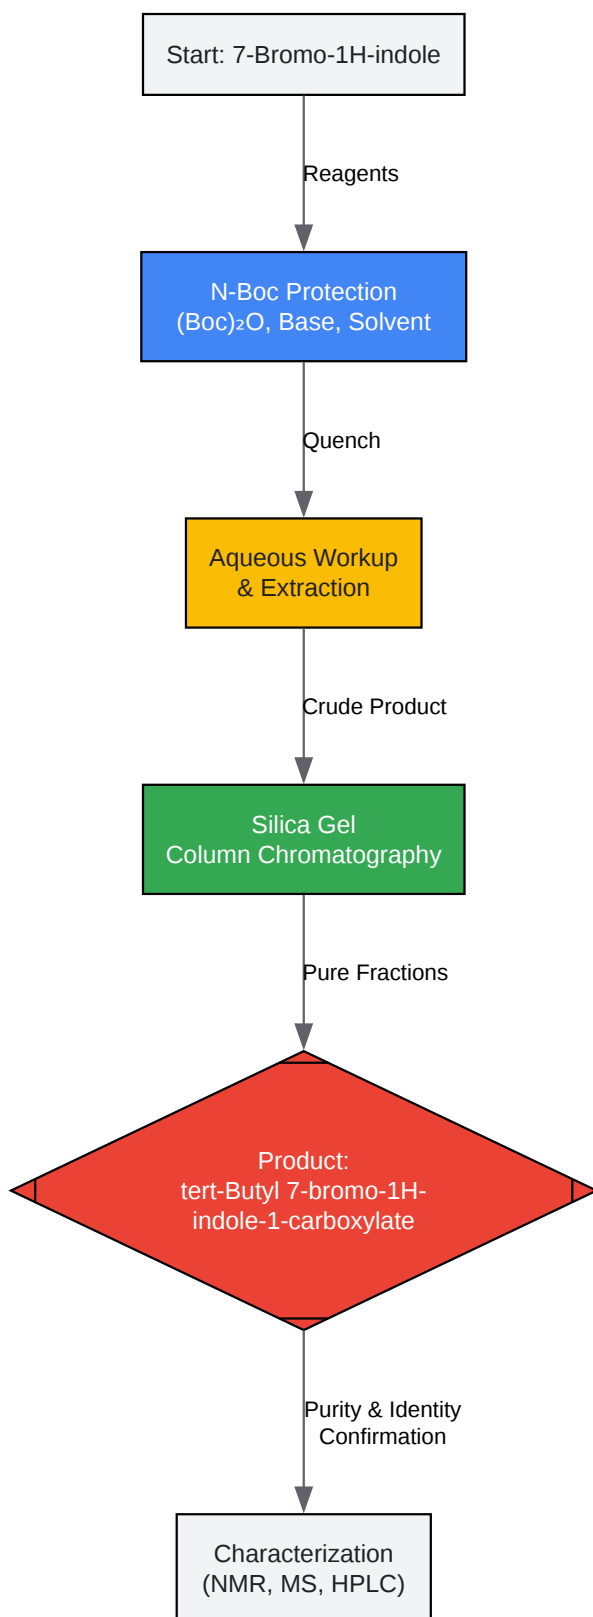 Start: 7-Bromo-1H-indole
Reagents
N-Boc Protection
(Boc)₂O, Base, Solvent
Quench
Aqueous Workup
& Extraction
Crude Product
Silica Gel
Column Chromatography
Pure Fractions
Product:
tert-Butyl 7-bromo-1H-
indole-1-carboxylate
Purity & Identity
Confirmation
Characterization
(NMR, MS, HPLC)